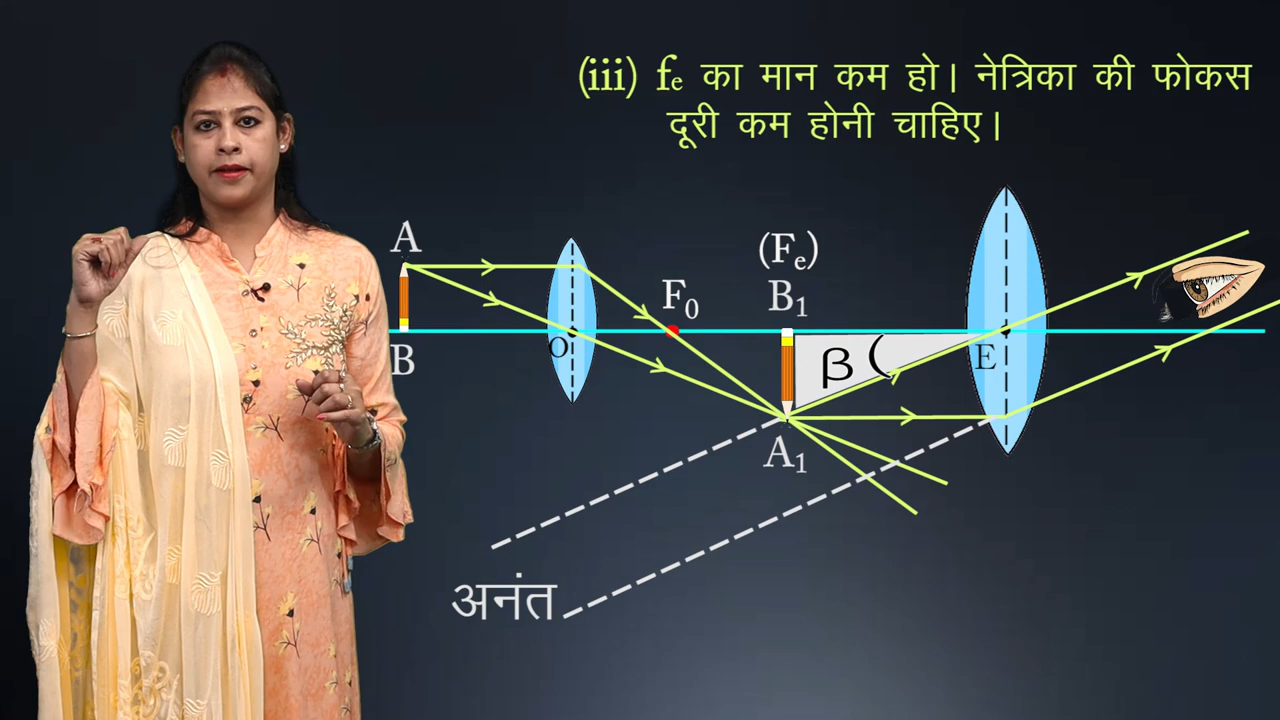 (iii) fₑ का मान कम हो। नेत्रिका की फोकस
दूरी कम होनी चाहिए।
A
(Fₑ)
F₀
B₁
O
E
β
B
A₁
अनंत